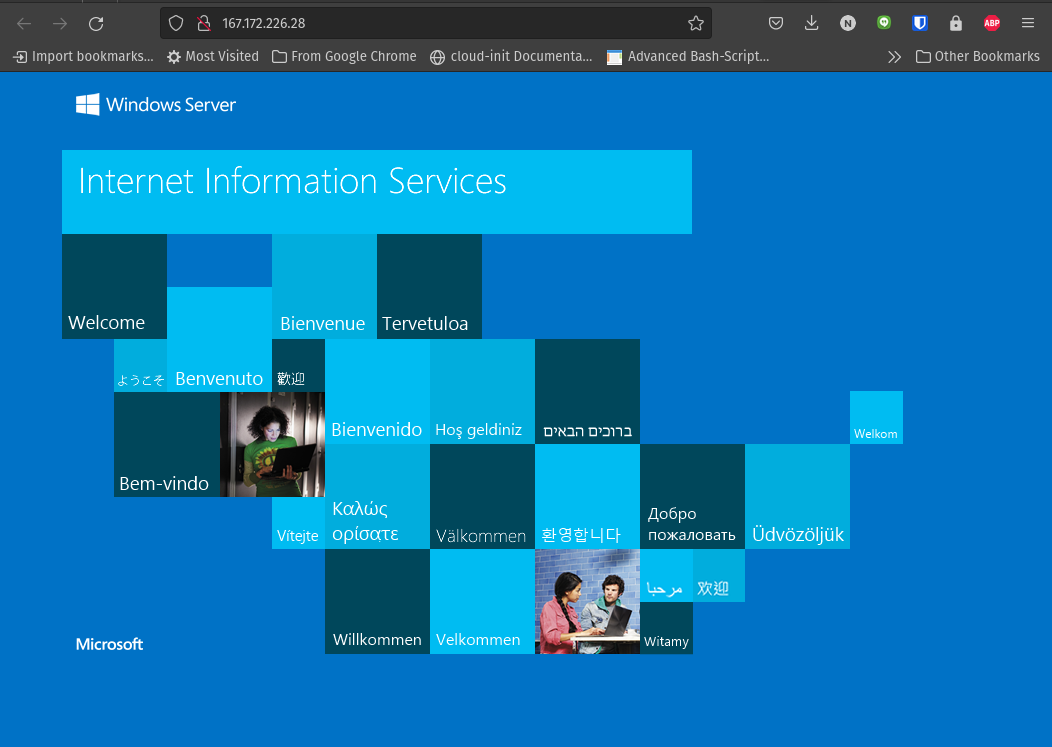 167.172.226.28
N
ABP
Import bookmarks...
Most Visited
From Google Chrome
cloud-init Documenta...
Advanced Bash-Script...
Other Bookmarks
Windows Server
Internet Information Services
Welcome
Bienvenue
Tervetuloa
ようこそ
Benvenuto
歡迎
Bienvenido
Hoş geldiniz
ברוכים הבאים
Welkom
Bem-vindo
Vítejte
Καλώς
ορίσατε
Välkommen
환영합니다
Добро
пожаловать
Üdvözöljük
Willkommen
Velkommen
مرحبا
欢迎
Witamy
Microsoft